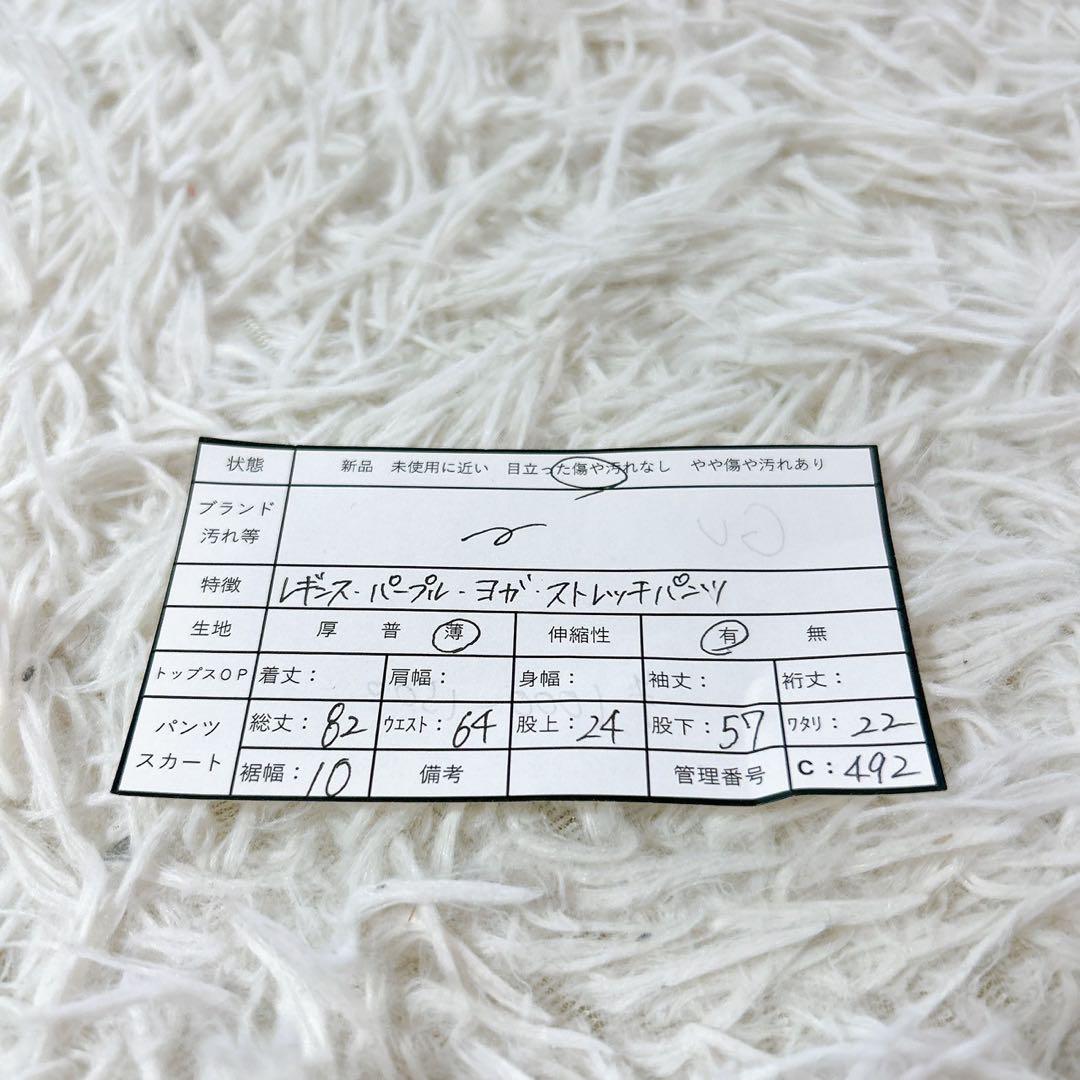 状態 新品 未使用に近い 目立った傷や汚れなし やや傷や汚れあり
ブランド
汚れ等
特徴 レギンス・パープル・ヨガ・ストレッチパンツ
生地 厚 普 薄 伸縮性 有 無
トップスOP 着丈： 肩幅： 身幅： 袖丈： 裄丈：
パンツ
スカート
総丈：82 ウエスト：64 股上：24 股下：57 ワタリ：22
裾幅：10 備考 管理番号 C：492